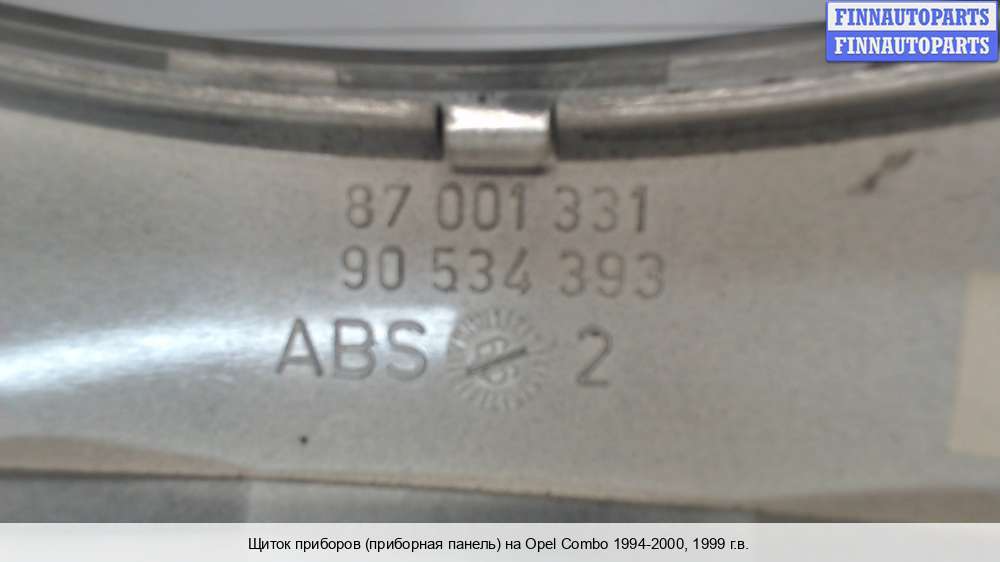 FINNAUTOPARTS
FINNAUTOPARTS
87 001 331
90 534 393
ABS 2
Щиток приборов (приборная панель) на Opel Combo 1994-2000, 1999 г.в.